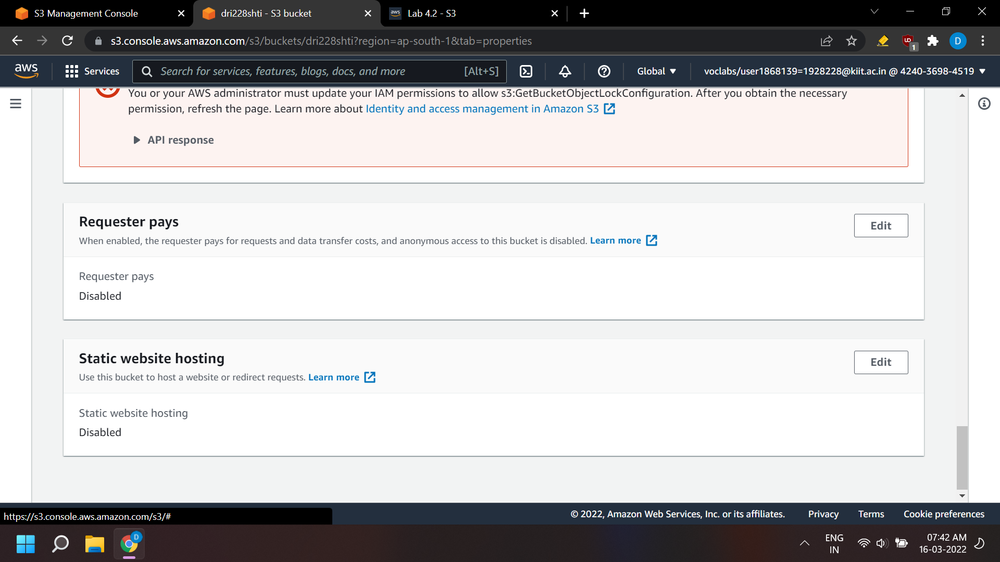 S3 Management Console
dri228shti - S3 bucket
aws
Lab 4.2 - S3
s3.console.aws.amazon.com/s3/buckets/dri228shti?region=ap-south-1&tab=properties
1
D
aws
Services
Search for services, features, blogs, docs, and more
[Alt+S]
Global
voclabs/user1868139=1928228@kiit.ac.in @ 4240-3698-4519
You or your AWS administrator must update your IAM permissions to allow s3:GetBucketObjectLockConfiguration. After you obtain the necessary
permission, refresh the page. Learn more about Identity and access management in Amazon S3
API response
Requester pays
Edit
When enabled, the requester pays for requests and data transfer costs, and anonymous access to this bucket is disabled. Learn more
Requester pays
Disabled
Static website hosting
Edit
Use this bucket to host a website or redirect requests. Learn more
Static website hosting
Disabled
https://s3.console.aws.amazon.com/s3/#
© 2022, Amazon Web Services, Inc. or its affiliates.
Privacy
Terms
Cookie preferences
D
ENG
IN
07:42 AM
16-03-2022